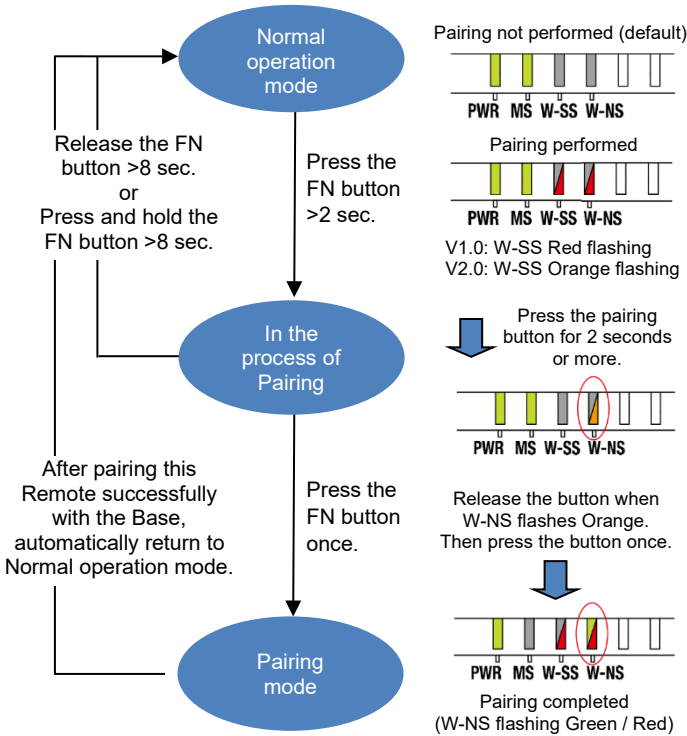 Normal
operation
mode
Release the FN
button >8 sec.
or
Press and hold the
FN button >8 sec.
Press the
FN button
>2 sec.
In the
process of
Pairing
After pairing this
Remote successfully
with the Base,
automatically return to
Normal operation mode.
Press the
FN button
once.
Pairing
mode
Pairing not performed (default)
PWR MS W-SS W-NS
Pairing performed
PWR MS W-SS W-NS
V1.0: W-SS Red flashing
V2.0: W-SS Orange flashing
Press the pairing
button for 2 seconds
or more.
PWR MS W-SS W-NS
Release the button when
W-NS flashes Orange.
Then press the button once.
PWR MS W-SS W-NS
Pairing completed
(W-NS flashing Green / Red)